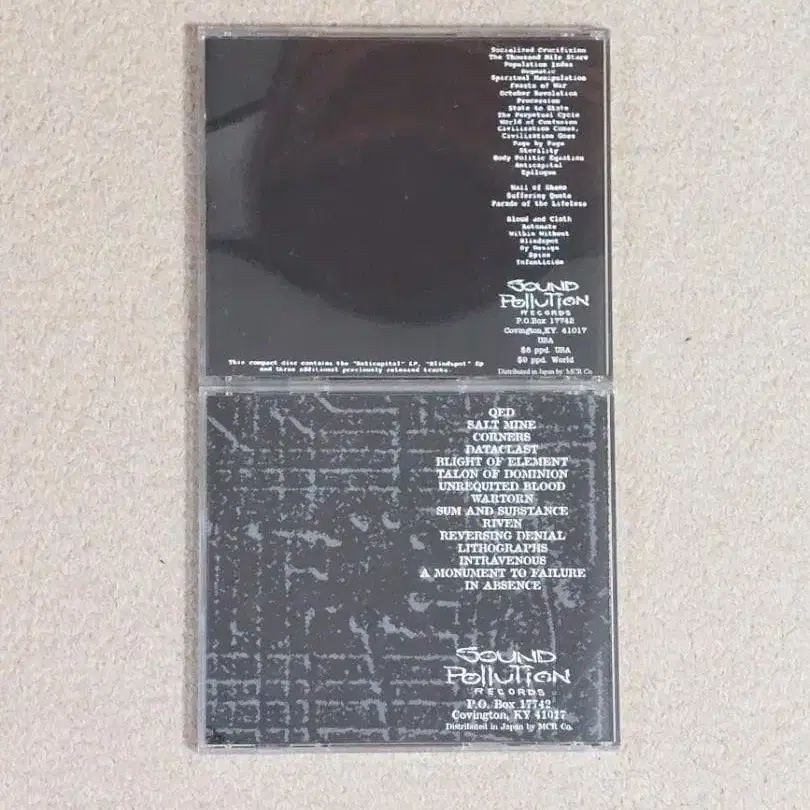 Socialized Crucifixion
The Thousand Mile Stare
Population Index
Dogmatic
Spiritual Manipulation
Feasts of War
October Revolution
Procession
State to State
The Perpetual Cycle
World of Confusion
Civilization Comes,
Civilization Goes
Page by Page
Sterility
Body Politic Equation
Anticapital
Epilogue
Hall of Shame
Suffering Quota
Parade of the Lifeless
Blood and Cloth
Automate
Within Without
Blindspot
By Design
Spine
Infanticide
SOUND
POLLUTION
RECORDS
P.O.Box 17742
Covington,KY. 41017
USA
$8 ppd. USA
$9 ppd. World
This compact disc contains the "Anticapital" LP, "Blindspot" Ep
and three additional previously released tracks.
Distributed in Japan by MCR Co.
QED
SALT MINE
CORNERS
DATACLAST
BLIGHT OF ELEMENT
TALON OF DOMINION
UNREQUITED BLOOD
WARTORN
SUM AND SUBSTANCE
RIVEN
REVERSING DENIAL
LITHOGRAPHS
INTRAVENOUS
A MONUMENT TO FAILURE
IN ABSENCE
SOUND
POLLUTION
RECORDS
P.O. Box 17742
Covington, KY 41017
Distributed in Japan by MCR Co.